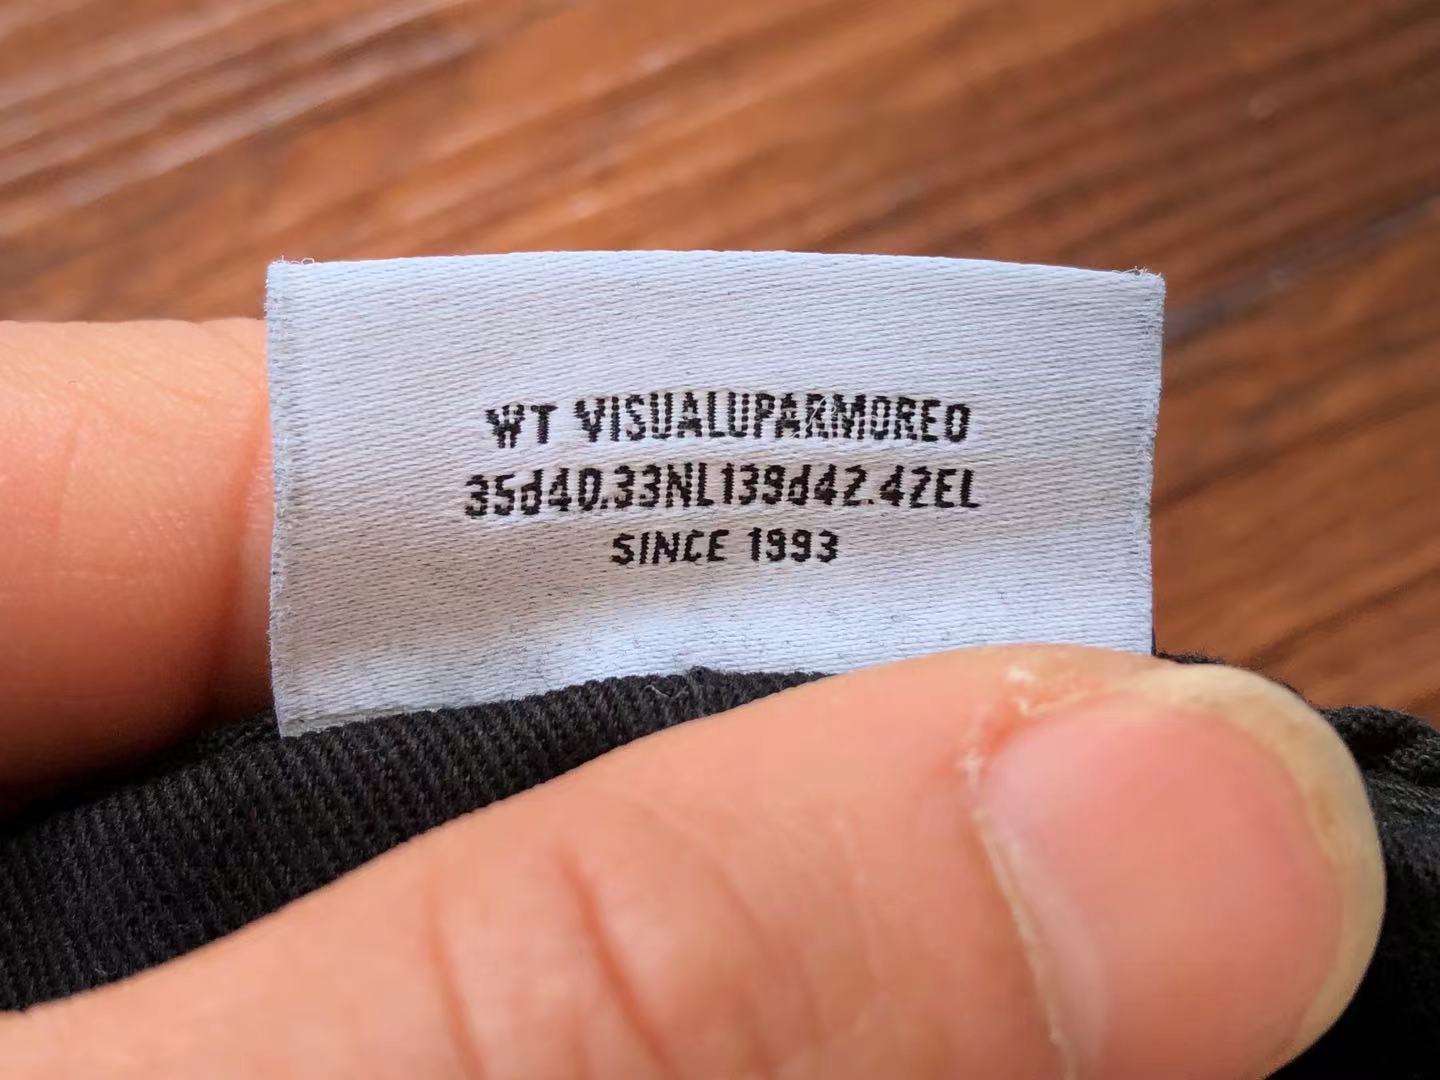 WT VISUALUPARMOREO
35d40.33NL139d42.42EL
SINCE 1993